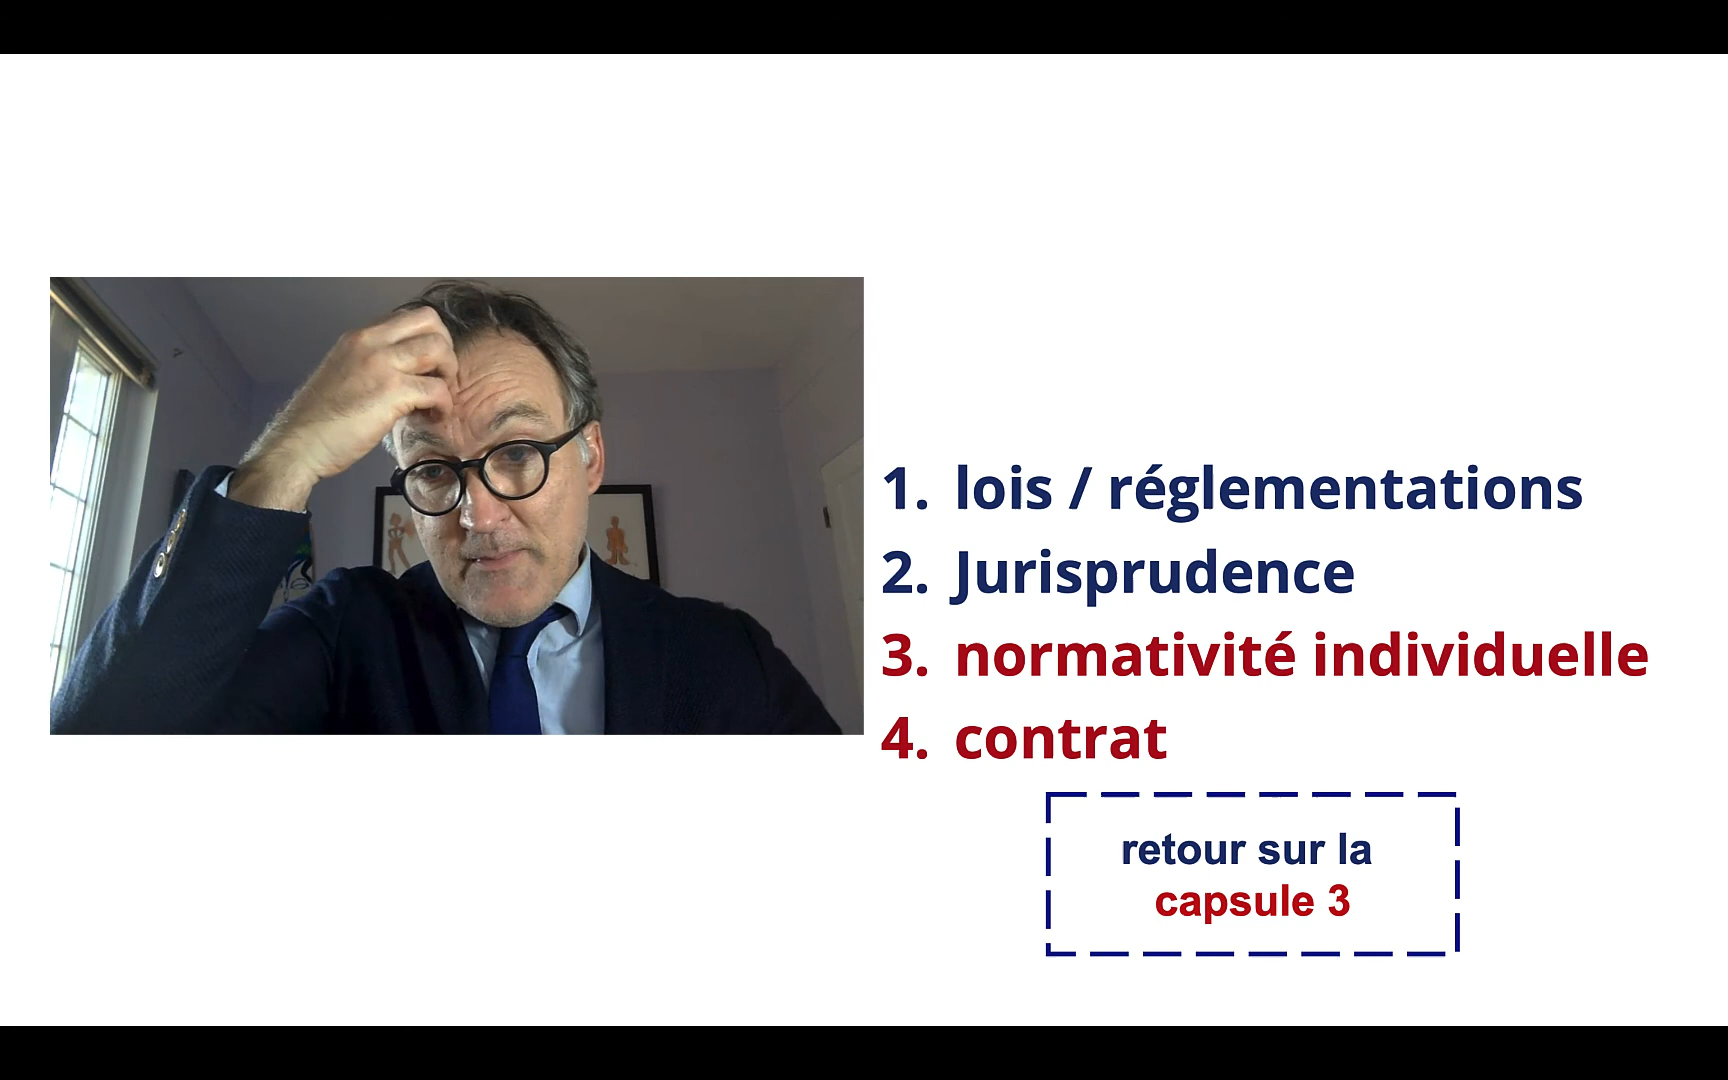 1. lois / réglementations
2. Jurisprudence
3. normativité individuelle
4. contrat
retour sur la
capsule 3